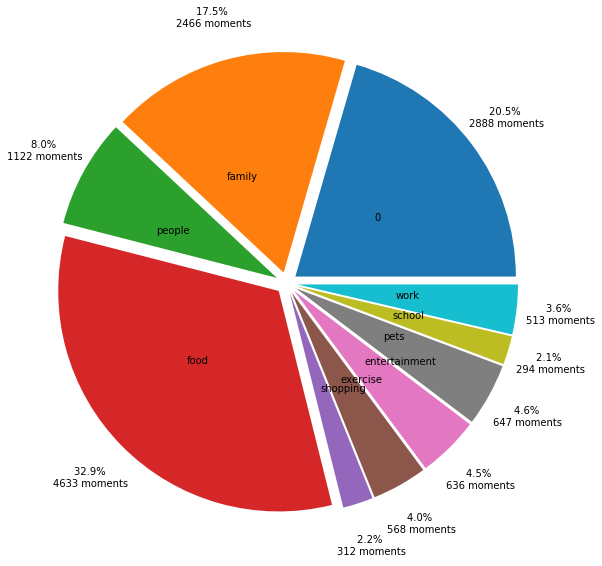 17.5%
2466 moments
20.5%
2888 moments
8.0%
1122 moments
family
0
people
work
school
pets
entertainment
exercise
shopping
food
3.6%
513 moments
2.1%
294 moments
4.6%
647 moments
4.5%
636 moments
4.0%
568 moments
2.2%
312 moments
32.9%
4633 moments